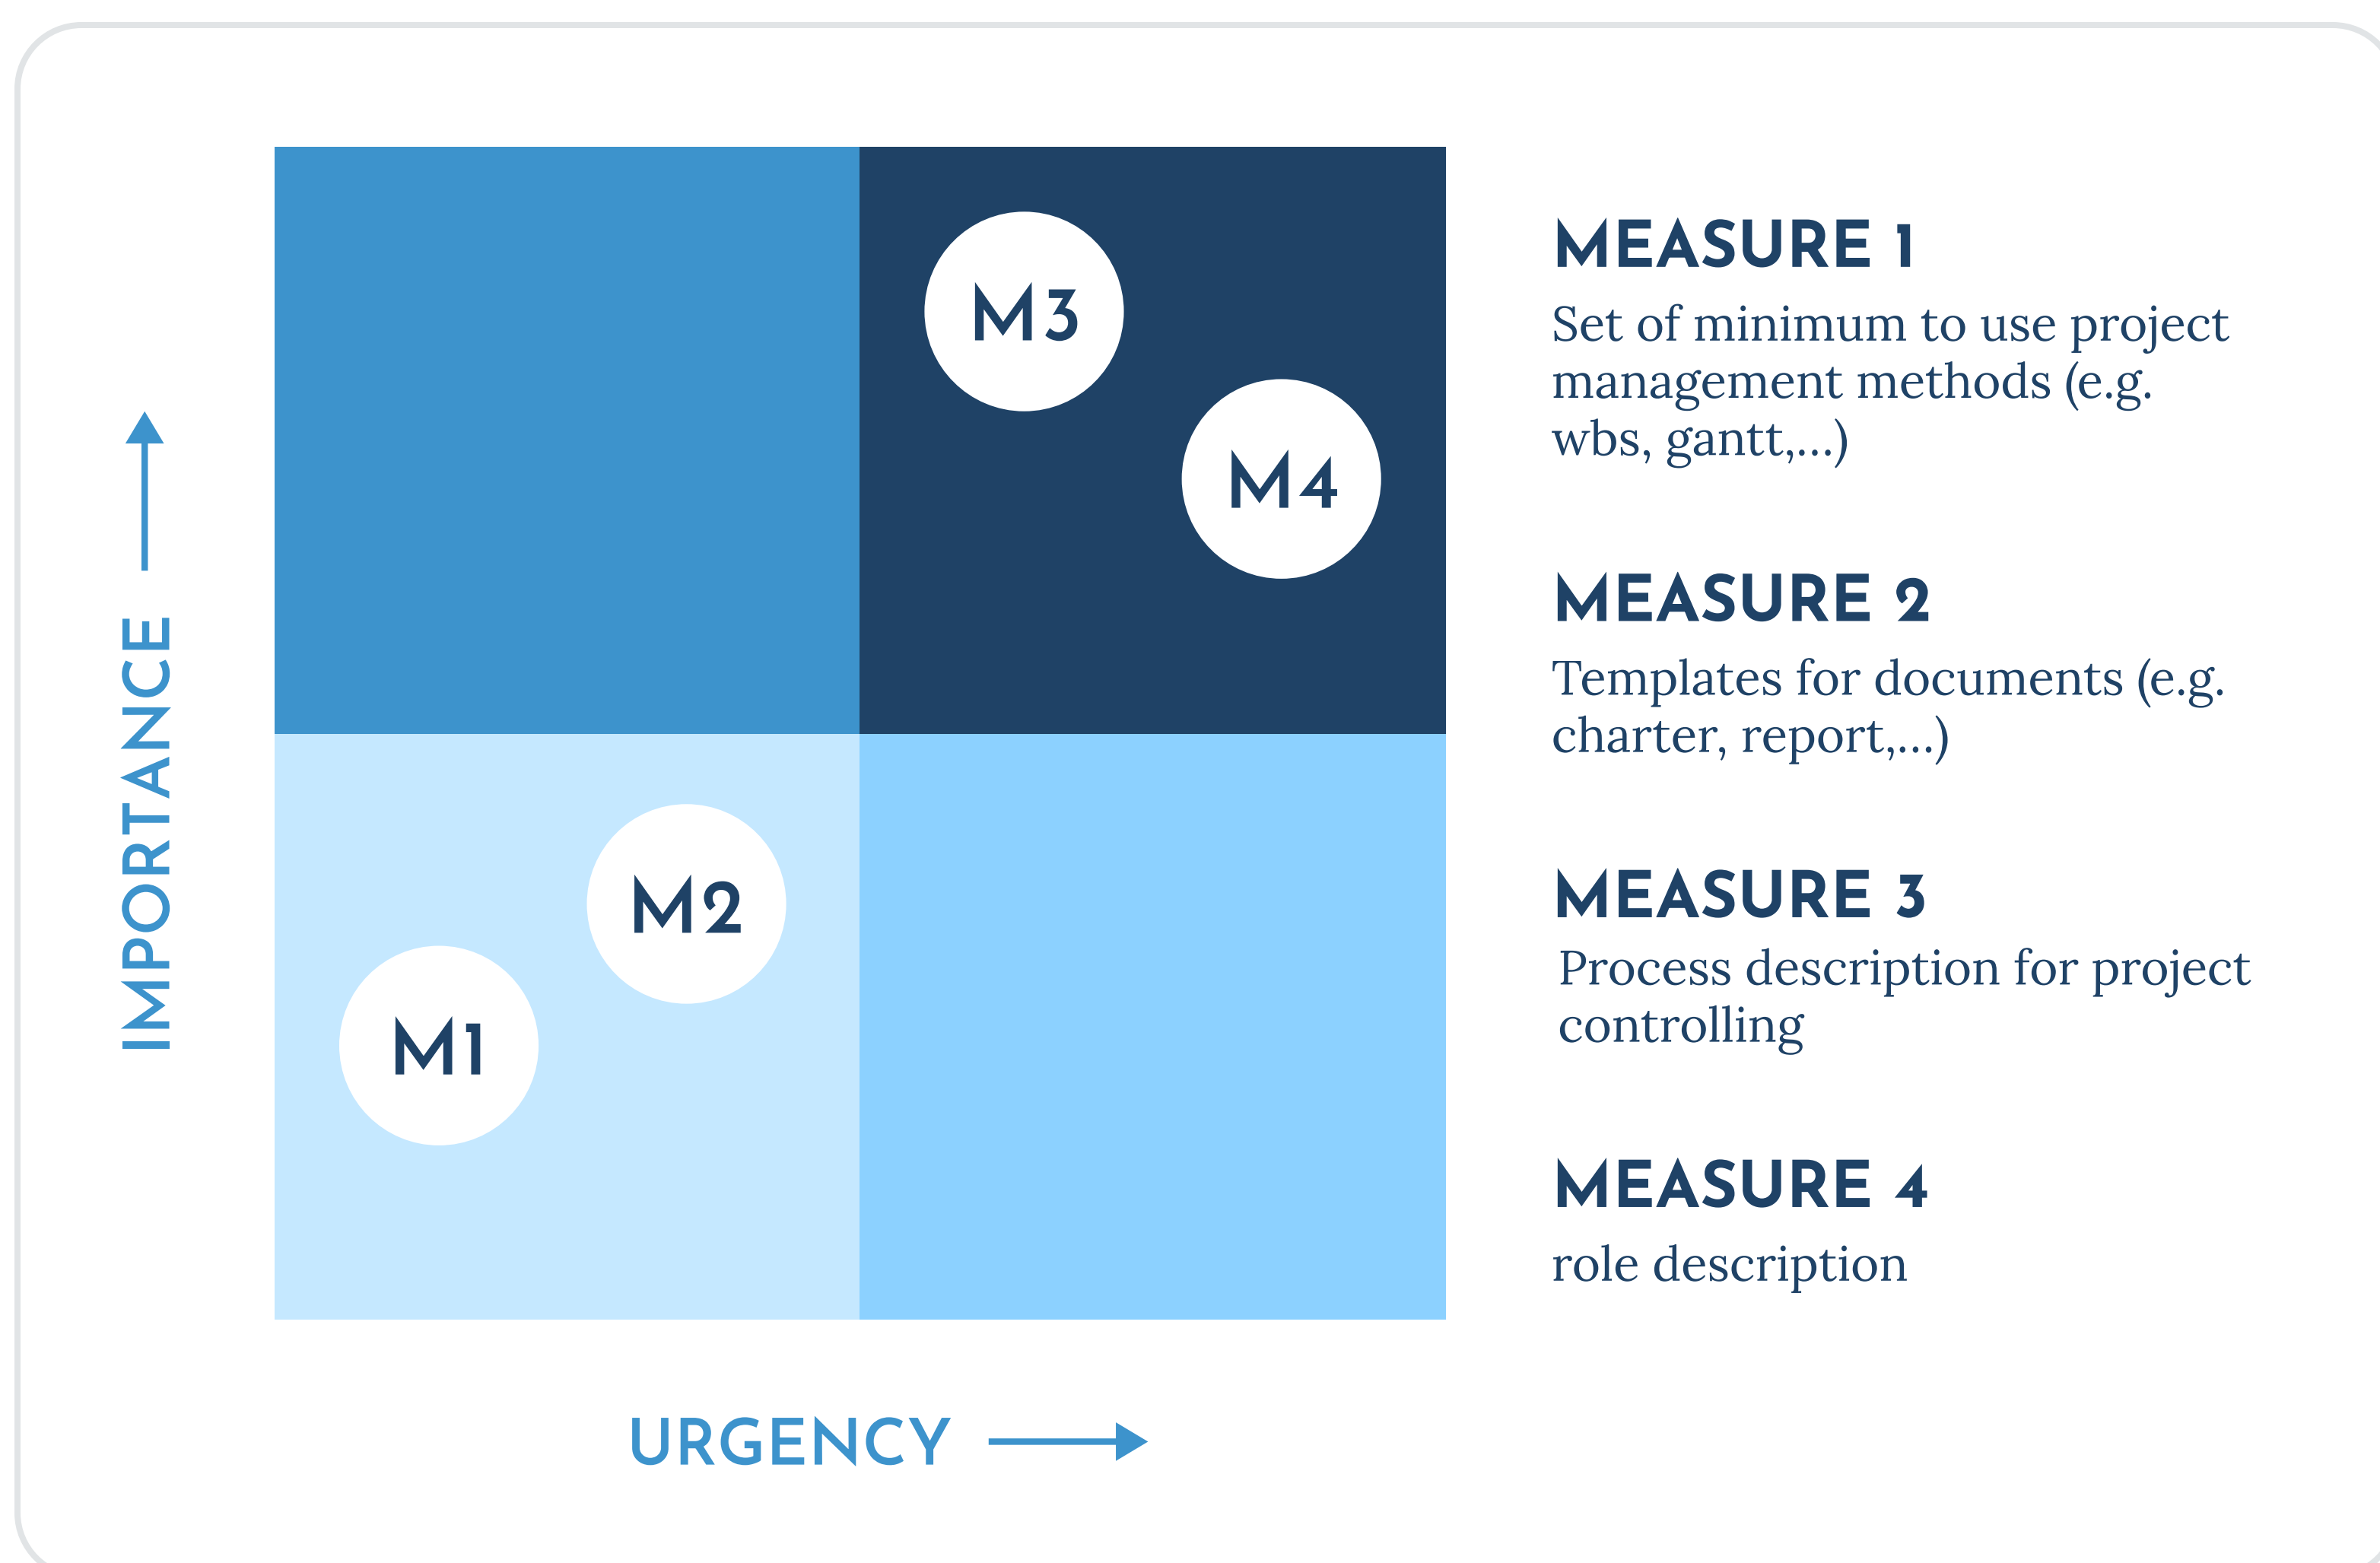 M3
M4
M2
M1
IMPORTANCE
URGENCY
MEASURE 1
Set of minimum to use project
management methods (e.g.
wbs, gantt,...)
MEASURE 2
Templates for documents (e.g.
charter, report,...)
MEASURE 3
Process description for project
controlling
MEASURE 4
role description